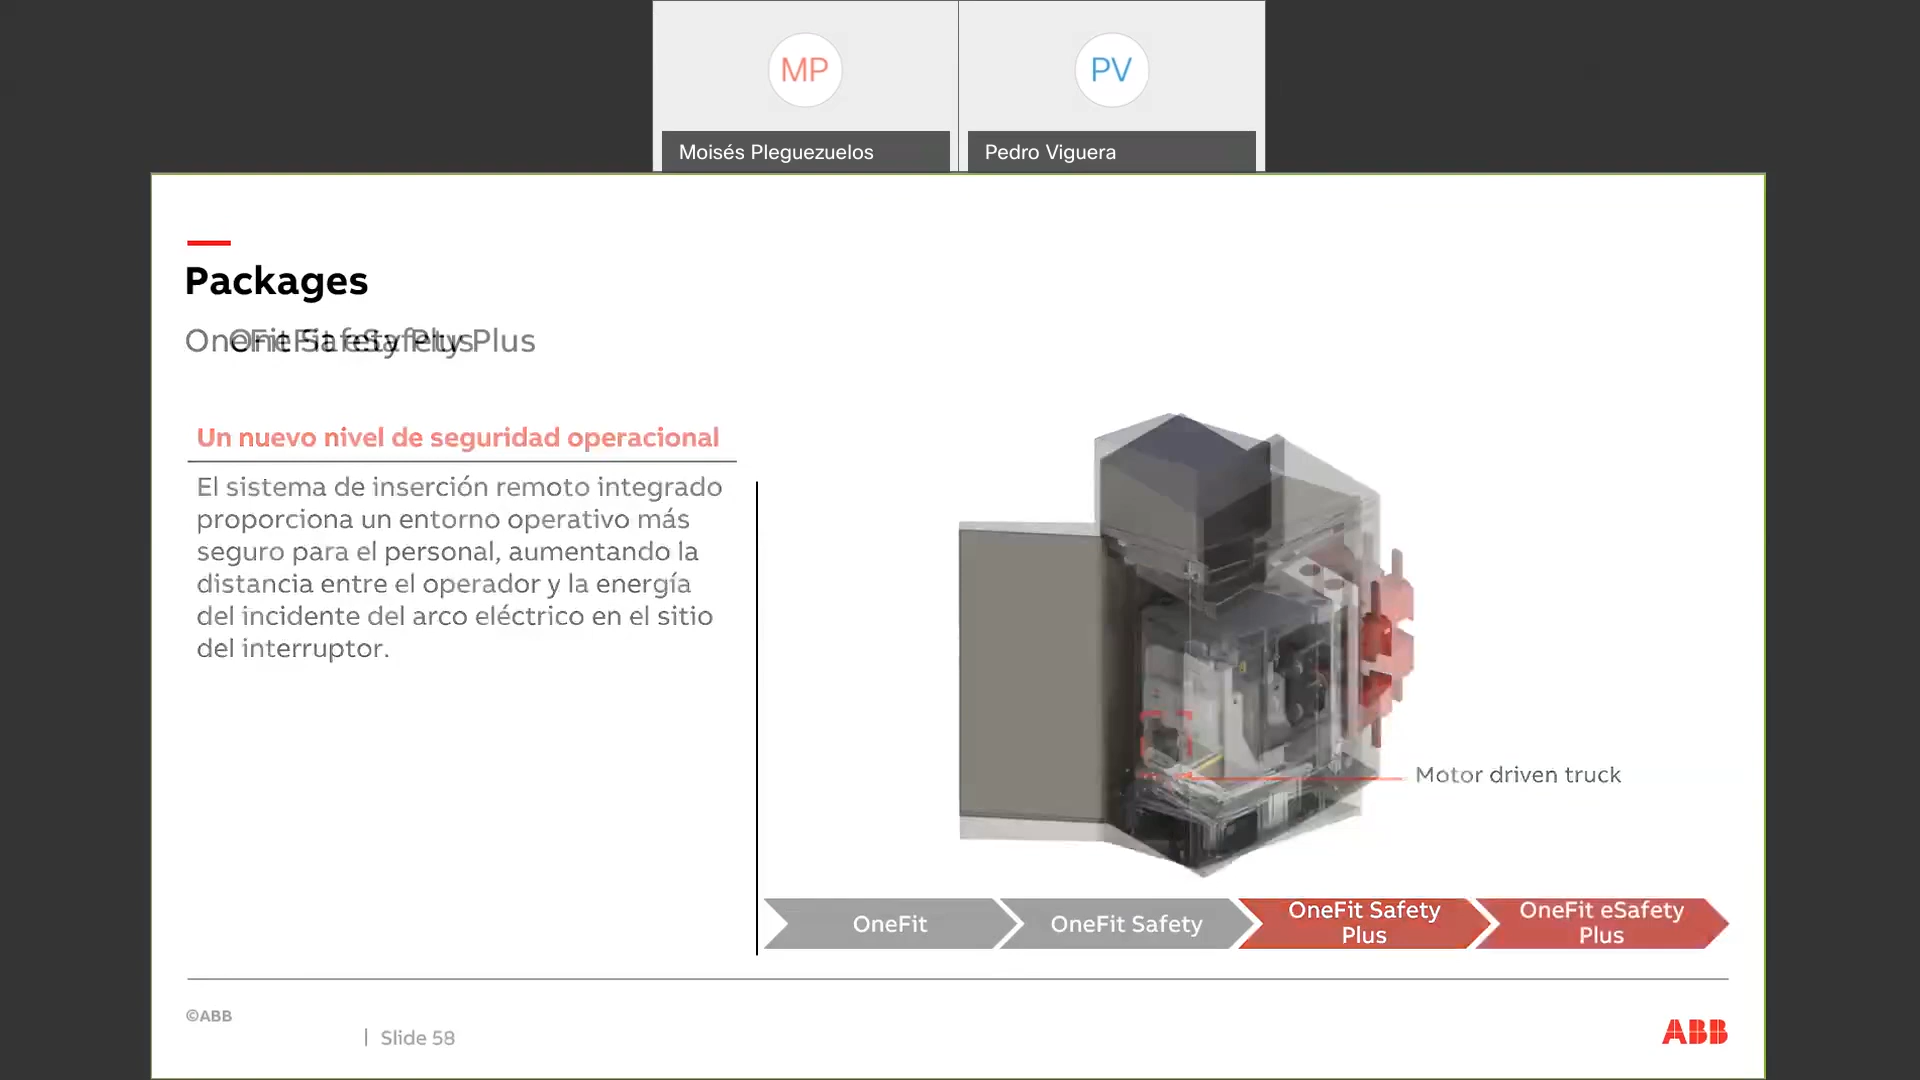 MP
PV
Moisés Pleguezuelos
Pedro Viguera
Packages
Un nuevo nivel de seguridad operacional
El sistema de inserción remoto integrado
proporciona un entorno operativo más
seguro para el personal, aumentando la
distancia entre el operador y la energía
del incidente del arco eléctrico en el sitio
del interruptor.
Motor driven truck
OneFit
OneFit Safety
OneFit Safety
Plus
OneFit eSafety
Plus
©ABB
| Slide 58
ABB